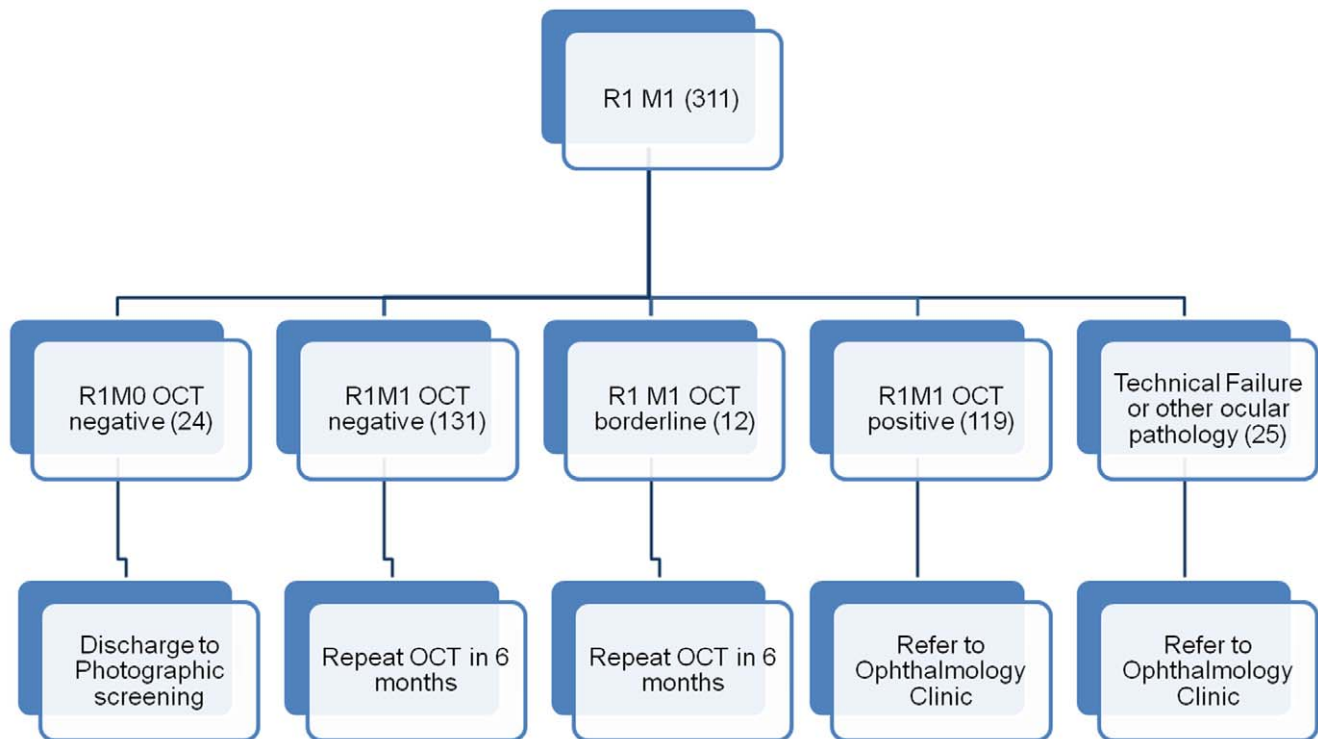 R1 M1 (311)
R1M0 OCT
negative (24)
R1M1 OCT
negative (131)
R1 M1 OCT
borderline (12)
R1M1 OCT
positive (119)
Technical Failure
or other ocular
pathology (25)
Discharge to
Photographic
screening
Repeat OCT in 6
months
Repeat OCT in 6
months
Refer to
Ophthalmology
Clinic
Refer to
Ophthalmology
Clinic